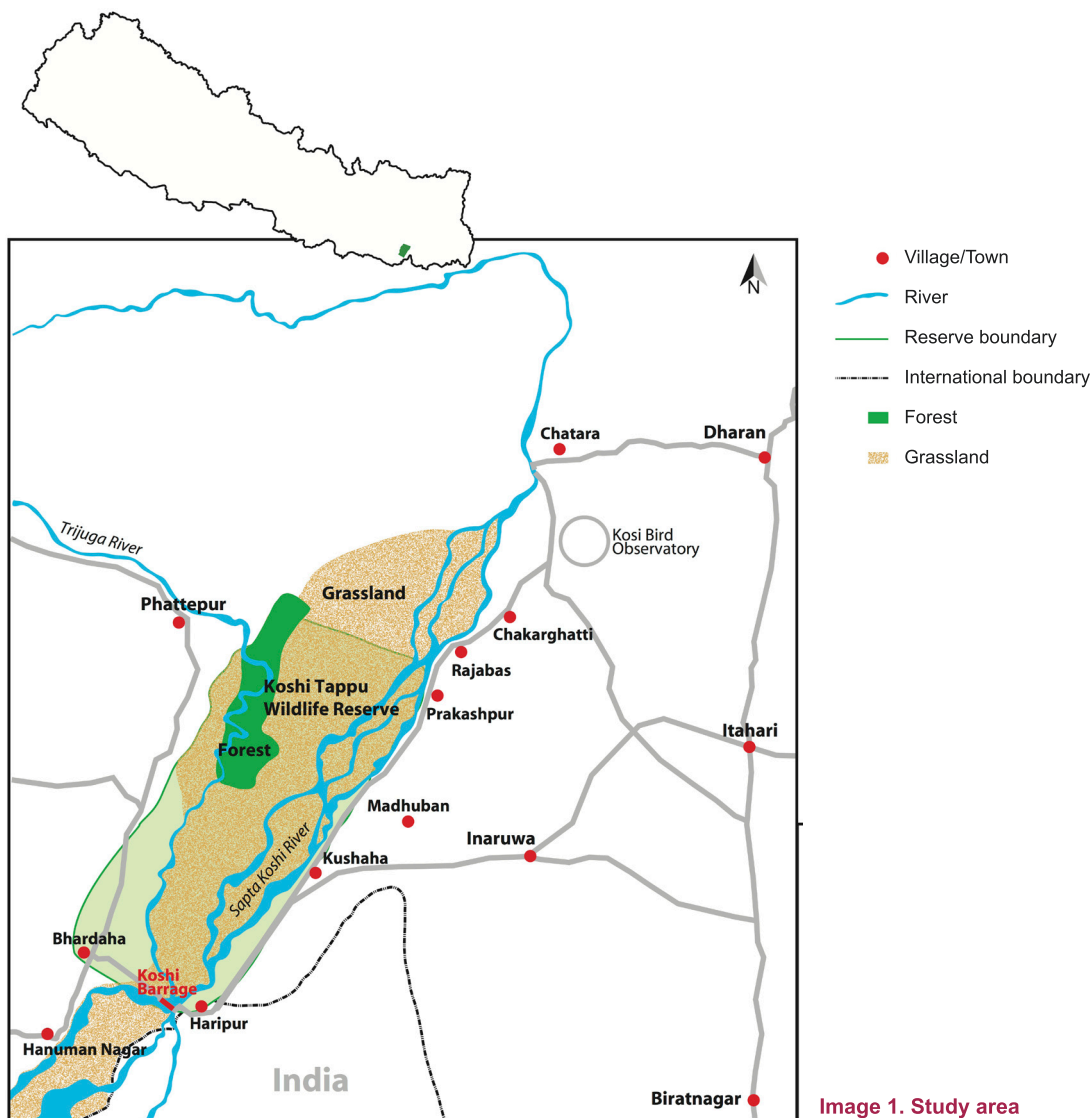 N
Village/Town
River
Reserve boundary
International boundary
Forest
Grassland
Chatara
Dharan
Trijuga River
Kosi Bird
Observatory
Phattepur
Grassland
Chakarghatti
Rajabas
Koshi Tappu
Wildlife Reserve
Prakashpur
Forest
Itahari
Madhuban
Inaruwa
Kushaha
Sapta Koshi River
Bhardaha
Koshi
Barrage
Haripur
Hanuman Nagar
India
Biratnagar
Image 1. Study area